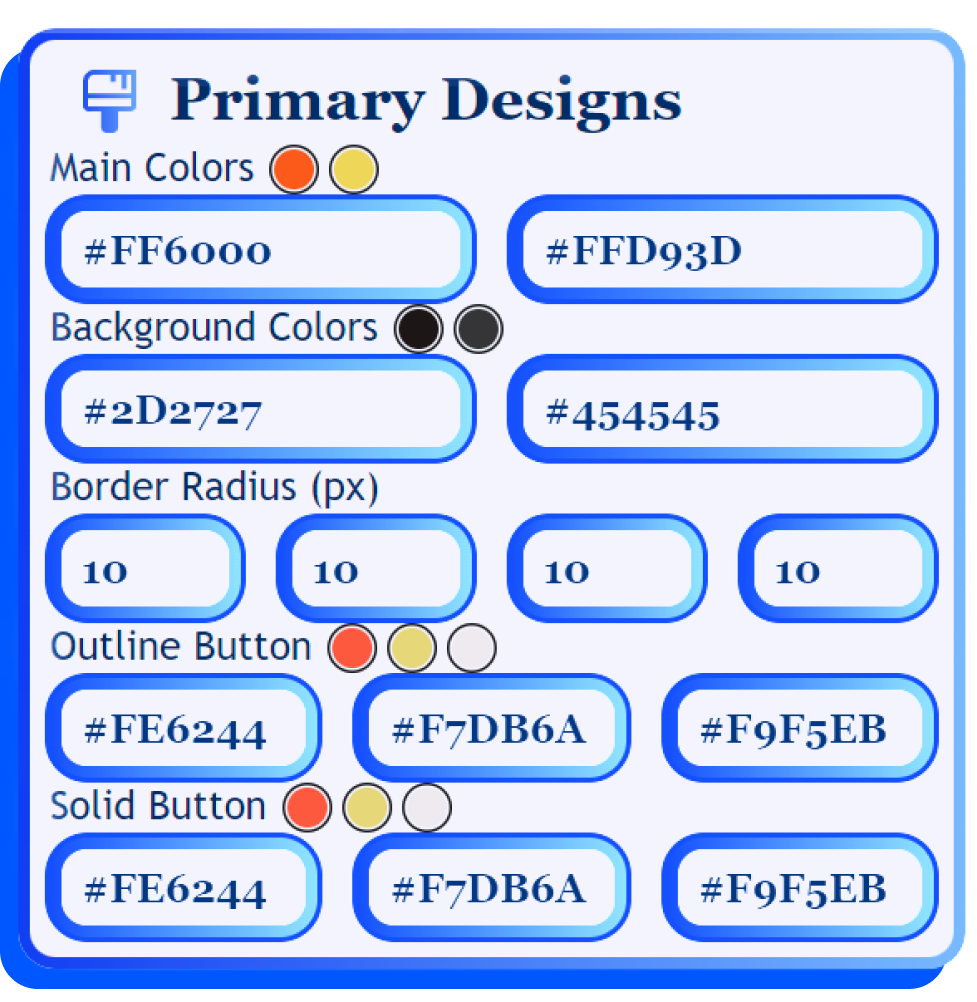 Primary Designs
Main Colors
#FF6000 #FFD93D
Background Colors
#2D2727 #454545
Border Radius (px)
10 10 10 10
Outline Button
#FE6244 #F7DB6A #F9F5EB
Solid Button
#FE6244 #F7DB6A #F9F5EB